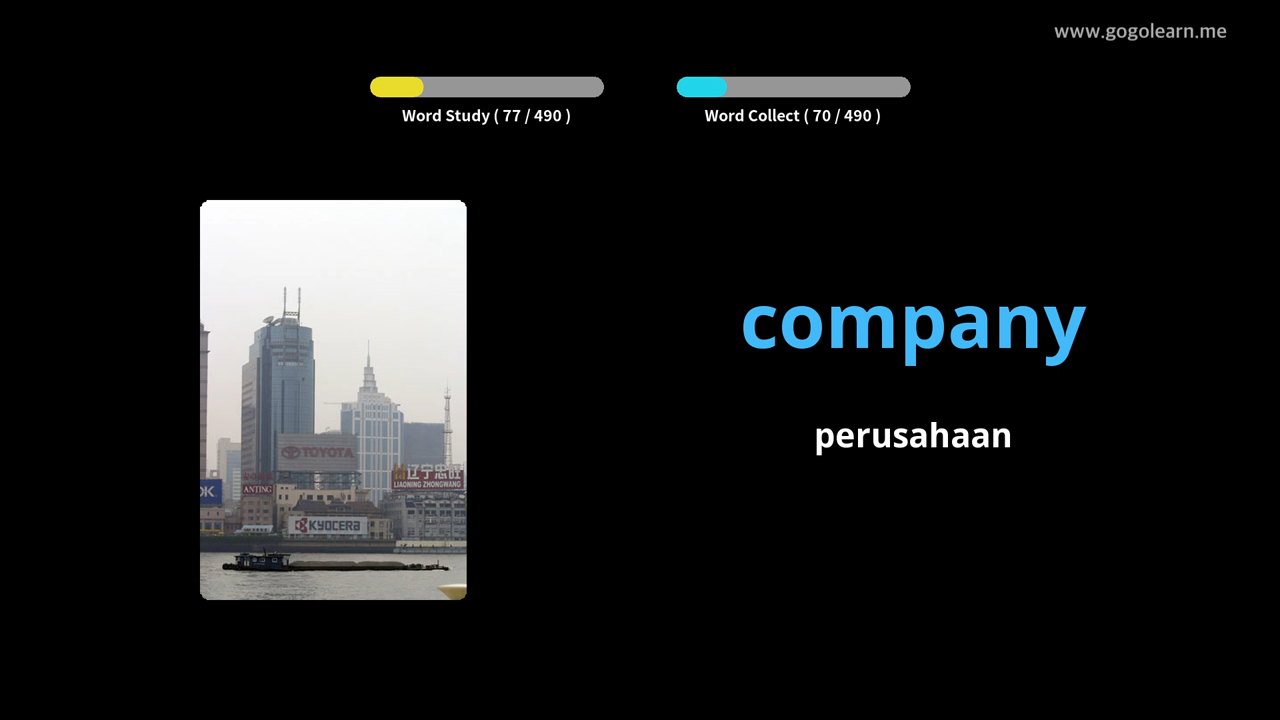 www.gogolearn.me
Word Study ( 77 / 490 )
Word Collect ( 70 / 490 )
company
perusahaan
TOYOTA
辽宁忠旺
LIAONING ZHONGWANG
ANTING
OK
KYOCERA